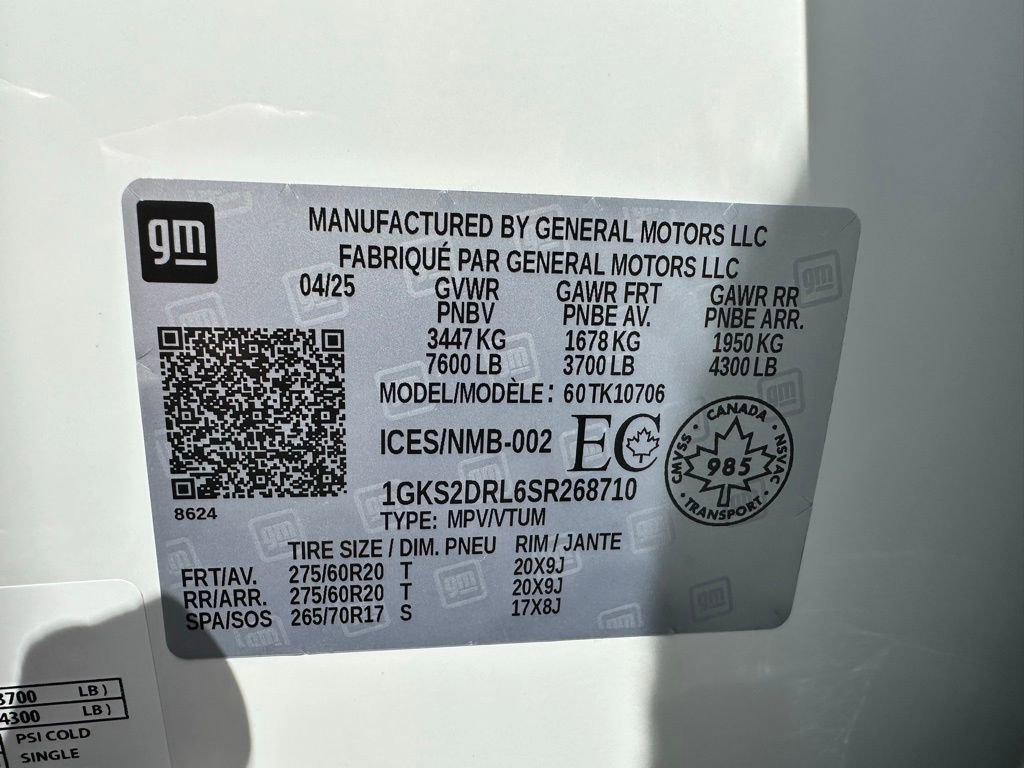 gm
MANUFACTURED BY GENERAL MOTORS LLC
FABRIQUÉ PAR GENERAL MOTORS LLC
04/25 GVWR GAWR FRT GAWR RR
PNBV PNBE AV. PNBE ARR.
3447 KG 1678 KG 1950 KG
7600 LB 3700 LB 4300 LB
MODEL/MODÈLE: 60TK10706
ICES/NMB-002 EC
CANADA
CMVSS 985 NSVAC
TRANSPORT
1GKS2DRL6SR268710
8624
TYPE: MPV/VTUM
TIRE SIZE / DIM. PNEU RIM / JANTE
FRT/AV. 275/60R20 T 20X9J
RR/ARR. 275/60R20 T 20X9J
SPA/SOS 265/70R17 S 17X8J
3700 LB )
4300 LB )
PSI COLD
SINGLE